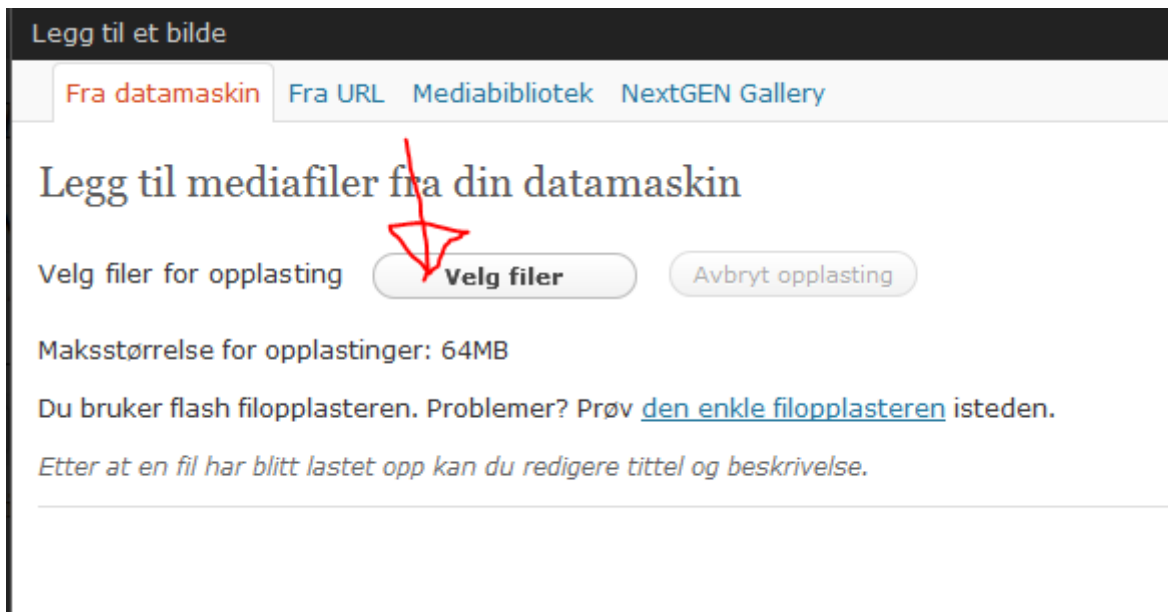 Legg til et bilde
Fra datamaskin Fra URL Mediabibliotek NextGEN Gallery
Legg til mediafiler fra din datamaskin
Velg filer for opplasting Velg filer Avbryt opplasting
Maksstørrelse for opplastinger: 64MB
Du bruker flash filopplasteren. Problemer? Prøv den enkle filopplasteren isteden.
Etter at en fil har blitt lastet opp kan du redigere tittel og beskrivelse.